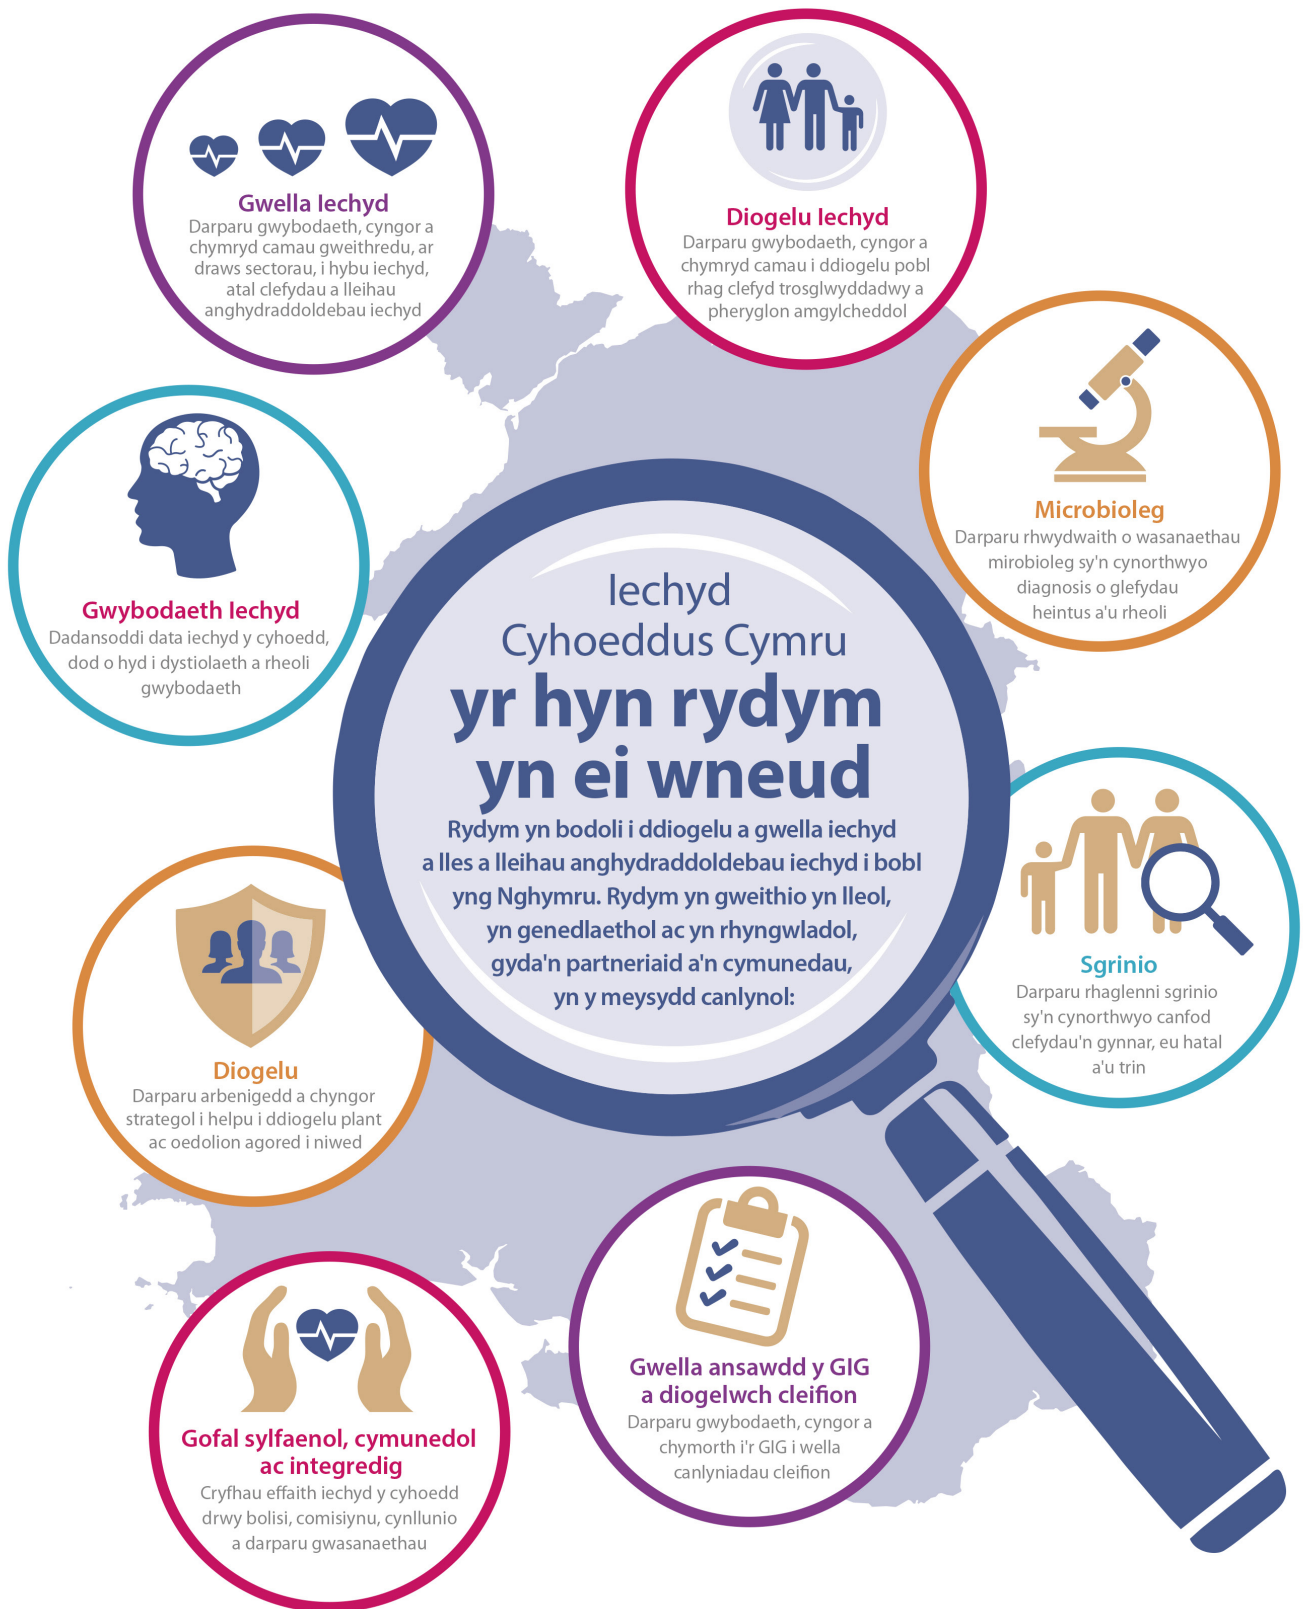 Gwella Iechyd
Darparu gwybodaeth, cyngor a
chymryd camau gweithredu, ar
draws sectorau, i hybu iechyd,
atal clefydau a lleihau
anghydraddoldebau iechyd
Diogelu Iechyd
Darparu gwybodaeth, cyngor a
chymryd camau i ddiogelu pobl
rhag clefyd trosglwyddadwy a
pheryglon amgylcheddol
Microbioleg
Darparu rhwydwaith o wasanaethau
mirobioleg sy'n cynorthwyo
diagnosis o glefydau
heintus a'u rheoli
Gwybodaeth Iechyd
Dadansoddi data iechyd y cyhoedd,
dod o hyd i dystiolaeth a rheoli
gwybodaeth
Iechyd
Cyhoeddus Cymru
yr hyn rydym
yn ei wneud
Rydym yn bodoli i ddiogelu a gwella iechyd
a lles a lleihau anghydraddoldebau iechyd i bobl
yng Nghymru. Rydym yn gweithio yn lleol,
yn genedlaethol ac yn rhyngwladol,
gyda'n partneriaid a'n cymunedau,
yn y meysydd canlynol:
Sgrinio
Darparu rhaglenni sgrinio
sy'n cynorthwyo canfod
clefydau'n gynnar, eu hatal
a'u trin
Diogelu
Darparu arbenigedd a chyngor
strategol i helpu i ddiogelu plant
ac oedolion agored i niwed
Gwella ansawdd y GIG
a diogelwch cleifion
Darparu gwybodaeth, cyngor a
chymorth i'r GIG i wella
canlyniadau cleifion
Gofal sylfaenol, cymunedol
ac integredig
Cryfhau effaith iechyd y cyhoedd
drwy bolisi, comisiynu, cynllunio
a darparu gwasanaethau